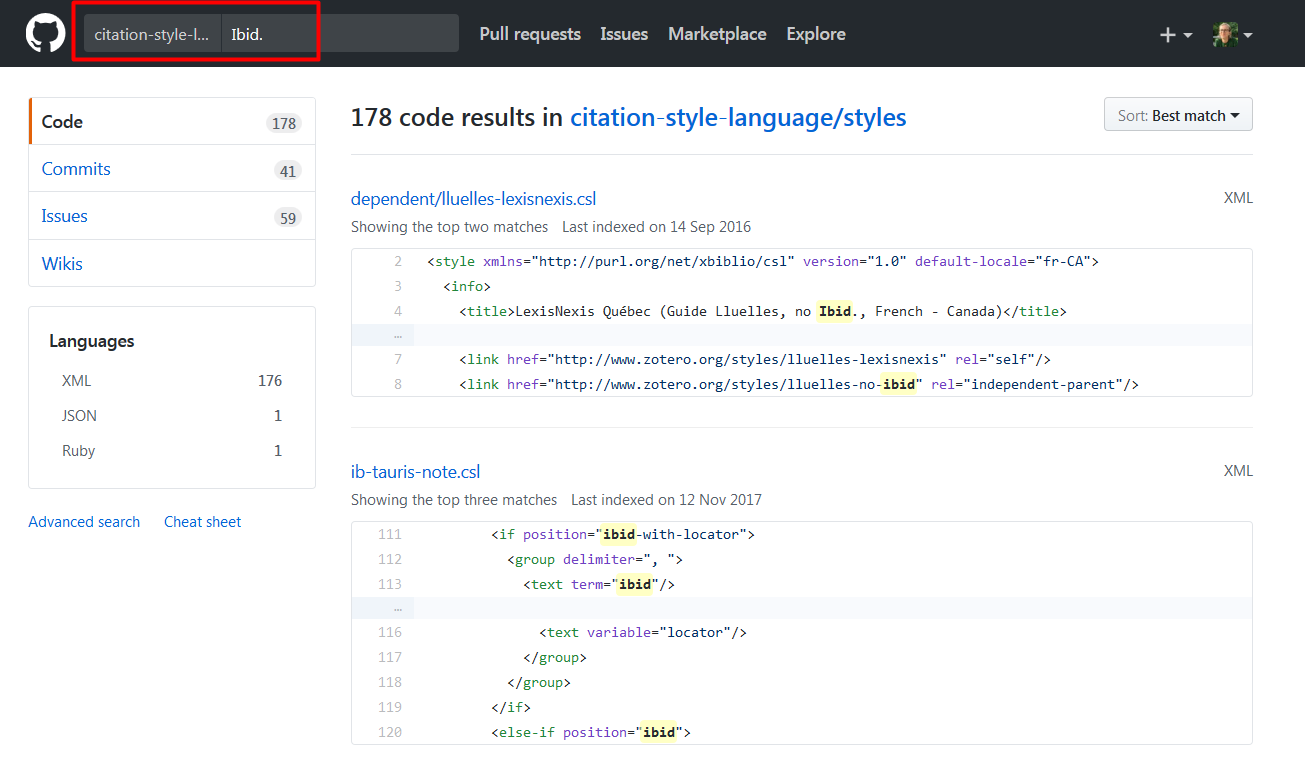 citation-style-l... Ibid. Pull requests Issues Marketplace Explore
Code 178
Commits 41
Issues 59
Wikis
Languages
XML 176
JSON 1
Ruby 1
Advanced search Cheat sheet
178 code results in citation-style-language/styles
Sort: Best match
dependent/lluelles-lexisnexis.csl XML
Showing the top two matches Last indexed on 14 Sep 2016
2 <style xmlns="http://purl.org/net/xbiblio/csl" version="1.0" default-locale="fr-CA">
3 <info>
4 <title>LexisNexis Québec (Guide Lluelles, no Ibid., French - Canada)</title>
…
7 <link href="http://www.zotero.org/styles/lluelles-lexisnexis" rel="self"/>
8 <link href="http://www.zotero.org/styles/lluelles-no-ibid" rel="independent-parent"/>
ib-tauris-note.csl XML
Showing the top three matches Last indexed on 12 Nov 2017
111 <if position="ibid-with-locator">
112 <group delimiter=", ">
113 <text term="ibid"/>
…
116 <text variable="locator"/>
117 </group>
118 </group>
119 </if>
120 <else-if position="ibid">